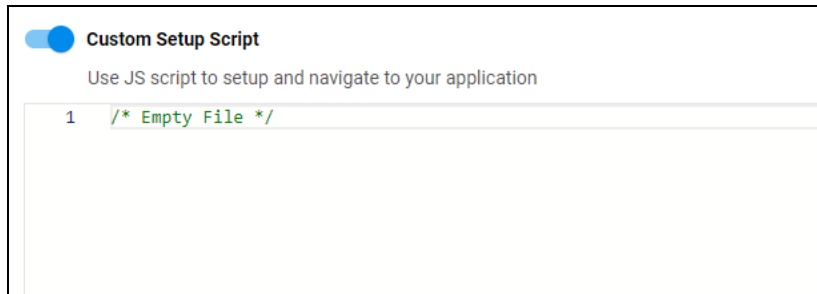 Custom Setup Script
Use JS script to setup and navigate to your application
1 /* Empty File */